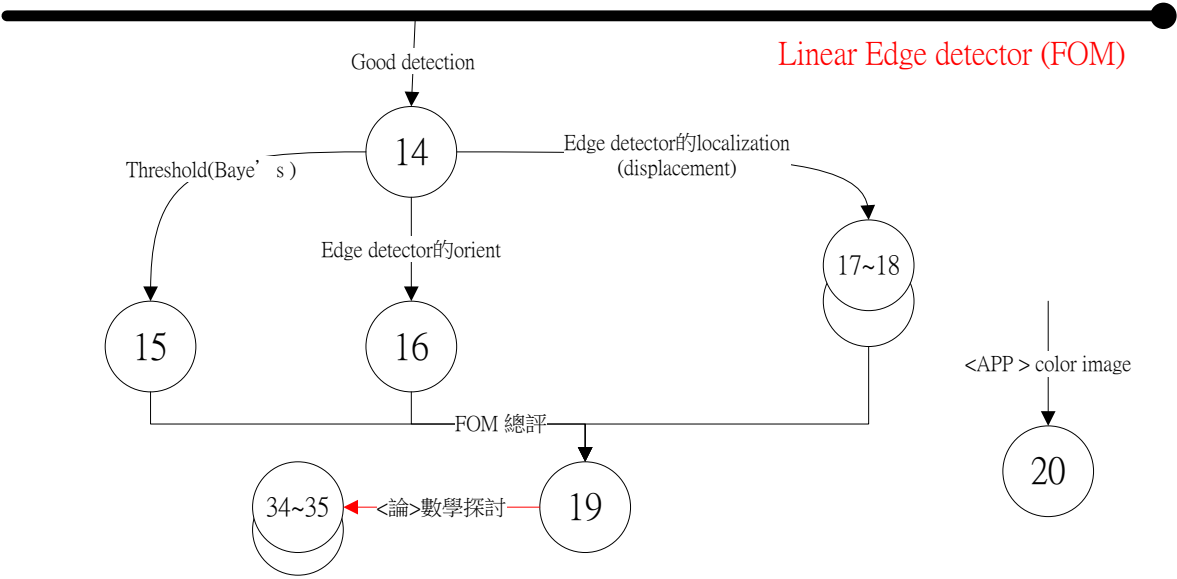 Linear Edge detector (FOM)
Good detection
14
Edge detector的localization
(displacement)
Threshold(Baye’s )
Edge detector的orient
17~18
15
16
<APP > color image
FOM 總評
20
34~35
<論>數學探討
19